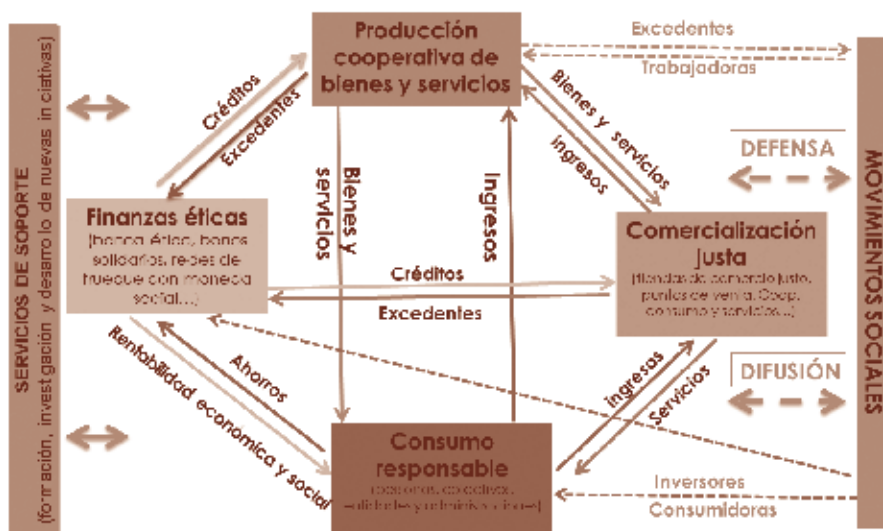 SERVICIOS DE SOPORTE
(formación, investigación y desarrollo de nuevas iniciativas)
Producción
cooperativa de
bienes y servicios
Excedentes
Trabajadoras
Créditos
Excedentes
Bienes y servicios
ingresos
Bienes y
servicios
Ingresos
DEFENSA
MOVIMIENTOS SOCIALES
Finanzas éticas
(banca ética, bonos
solidarios, redes de
trueque con moneda
social...)
Comercialización
justa
(tiendas de comercio justo,
puntos de venta, Coop.
consumo y servicios...)
Créditos
Excedentes
Ahorros
Rentabilidad económica y social
ingresos
Servicios
DIFUSIÓN
Consumo
responsable
(personas, colectivos,
entidades y
Inversores
Consumidoras